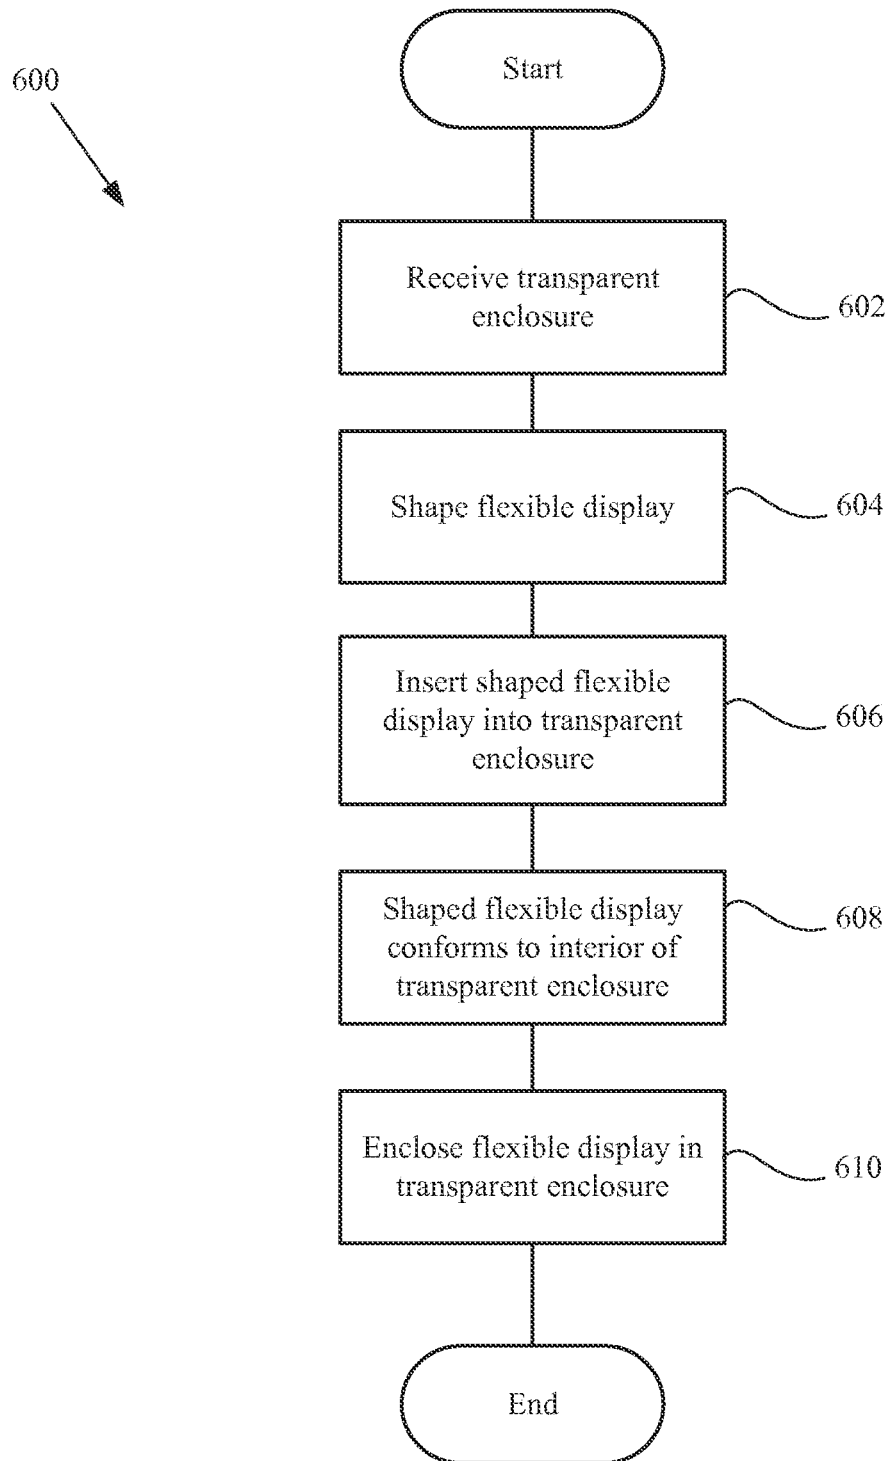 Start
600
Receive transparent
enclosure
602
Shape flexible display
604
Insert shaped flexible
display into transparent
enclosure
606
Shaped flexible display
conforms to interior of
transparent enclosure
608
Enclose flexible display in
transparent enclosure
610
End